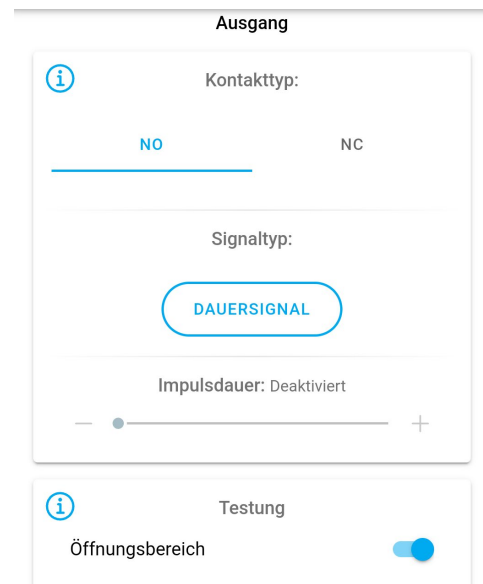 Ausgang
Kontakttyp:
NO NC
Signaltyp:
DAUERSIGNAL
Impulsdauer: Deaktiviert
Testung
Öffnungsbereich